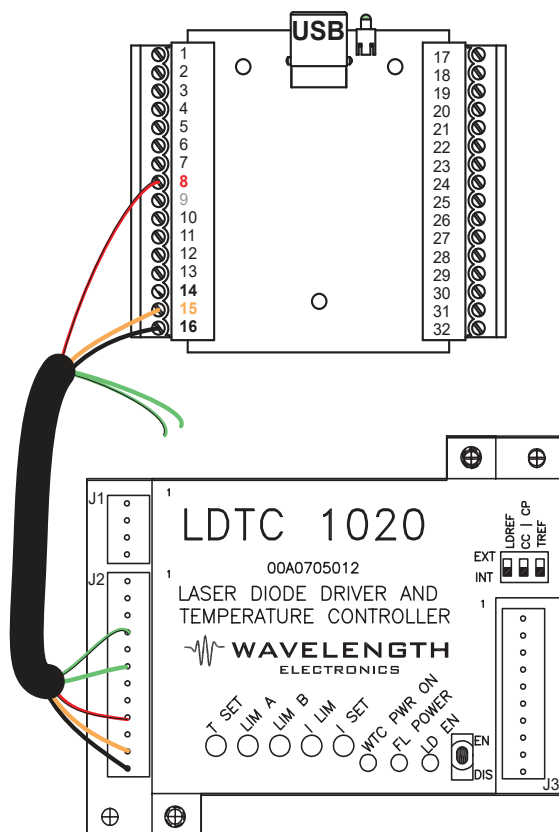 USB
1
2
3
4
5
6
7
8
9
10
11
12
13
14
15
16
17
18
19
20
21
22
23
24
25
26
27
28
29
30
31
32
J1
1
LDTC 1020
00A0705012
LASER DIODE DRIVER AND
TEMPERATURE CONTROLLER
WAVELENGTH
ELECTRONICS
LDREF
CC | CP
TREF
EXT
INT
J2
1
1
T SET
LIM A
LIM B
I LIM
I SET
WTC PWR ON
FL POWER
LD EN
EN
DIS
J3